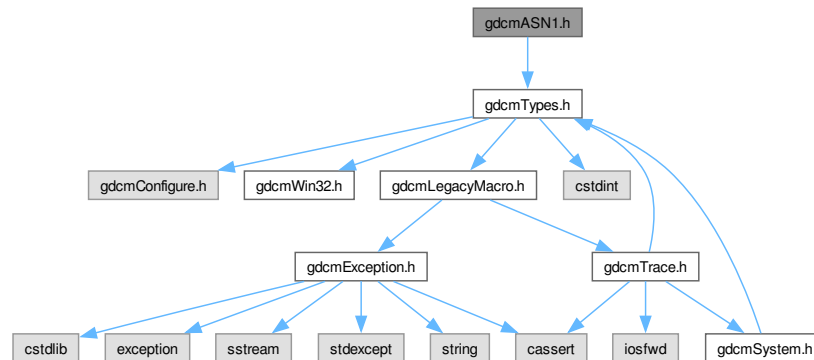 gdcmASN1.h
gdcmTypes.h
gdcmConfigure.h
gdcmWin32.h
gdcmLegacyMacro.h
cstdint
gdcmException.h
gdcmTrace.h
cstdlib
exception
sstream
stdexcept
string
cassert
iosfwd
gdcmSystem.h